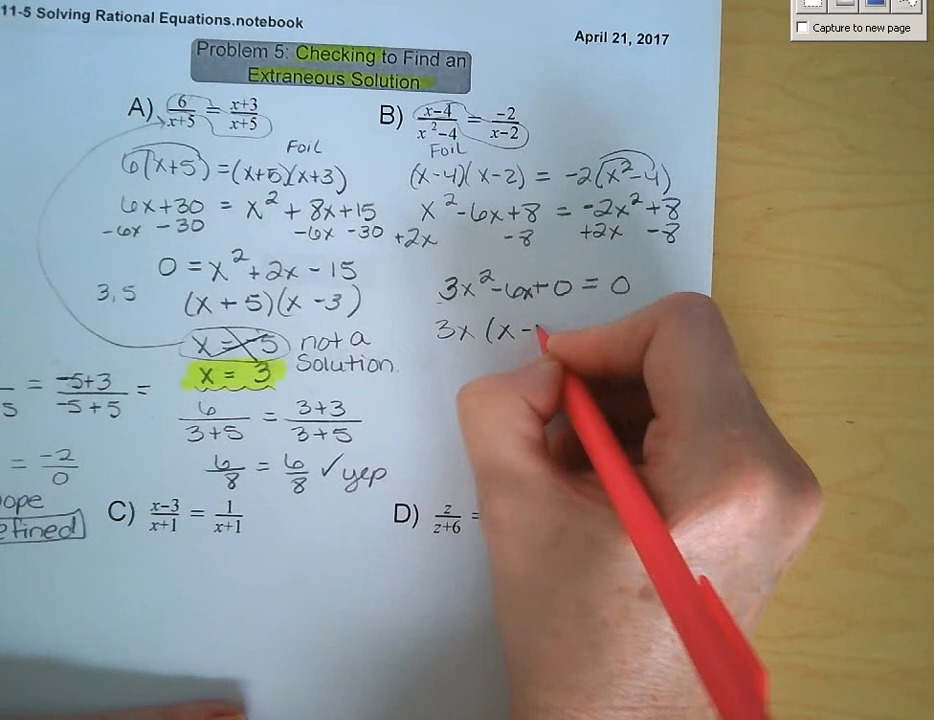 11-5 Solving Rational Equations.notebook
April 21, 2017
Capture to new page
Problem 5: Checking to Find an
Extraneous Solution
A) 6/x+5 = x+3/x+5
FOIL
6(x+5) = (x+5)(x+3)
6x+30 = x² + 8x+15
-6x -30 -6x -30
0 = x² + 2x - 15
3, 5 (x + 5)(x - 3)
x = -5 not a
x = 3 Solution.
6/3+5 = 3+3/3+5
6/8 = 6/8 ✓ yep
5 = -5+3/-5+5 =
= -2/0
ope
efined
B) x-4/x²-4 = -2/x-2
FOIL
(x-4)(x-2) = -2(x²-4)
x² -6x+8 = -2x² +8
+2x -8 +2x -8
3x² -6x+0 = 0
3x (x -
C) x-3/x+1 = 1/x+1
D) z/z+6 =